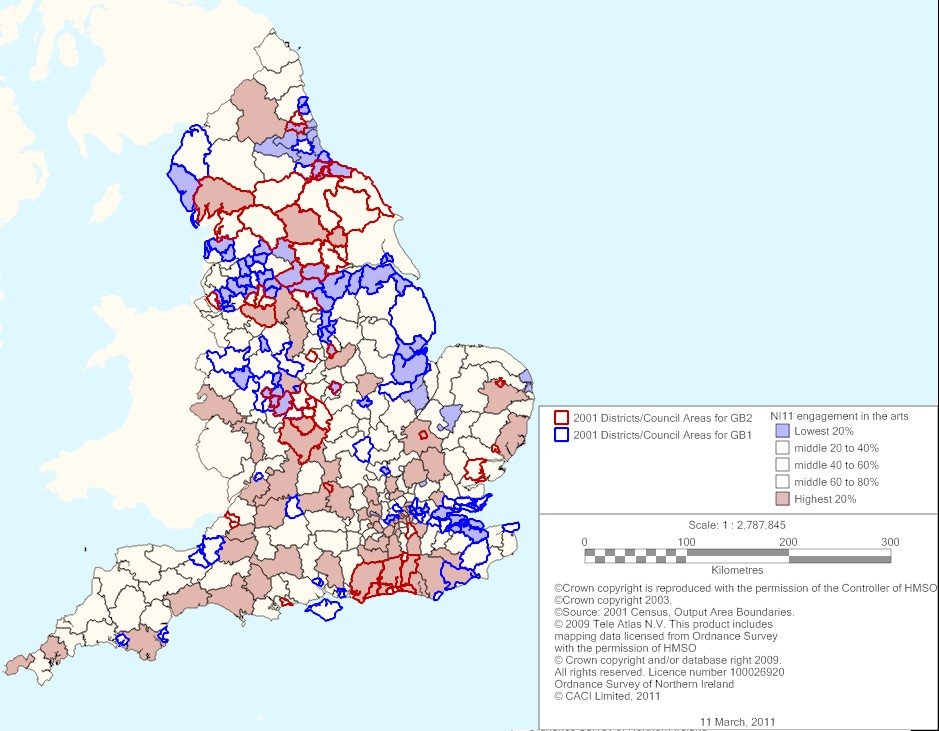 2001 Districts/Council Areas for GB2
2001 Districts/Council Areas for GB1
NI11 engagement in the arts
Lowest 20%
middle 20 to 40%
middle 40 to 60%
middle 60 to 80%
Highest 20%
Scale: 1 : 2,787,845
0 100 200 300
Kilometres
©Crown copyright is reproduced with the permission of the Controller of HMSO
©Crown copyright 2003.
©Source: 2001 Census, Output Area Boundaries.
© 2009 Tele Atlas N.V. This product includes
mapping data licensed from Ordnance Survey
with the permission of HMSO
© Crown copyright and/or database right 2009.
All rights reserved. Licence number 100026920
Ordnance Survey of Northern Ireland
© CACI Limited, 2011
11 March, 2011